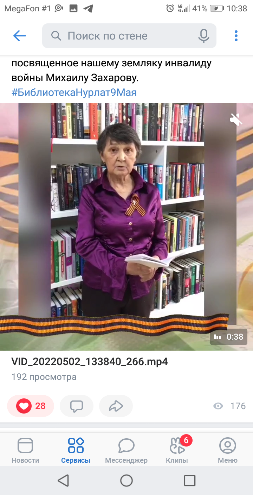 MegaFon #1
41%
10:38
Поиск по стене
посвященное нашему земляку инвалиду
войны Михаилу Захарову.
#БиблиотекаНурлат9Мая
0:38
VID_20220502_133840_266.mp4
192 просмотра
28
176
6
Новости Сервисы Мессенджер Клипы Меню